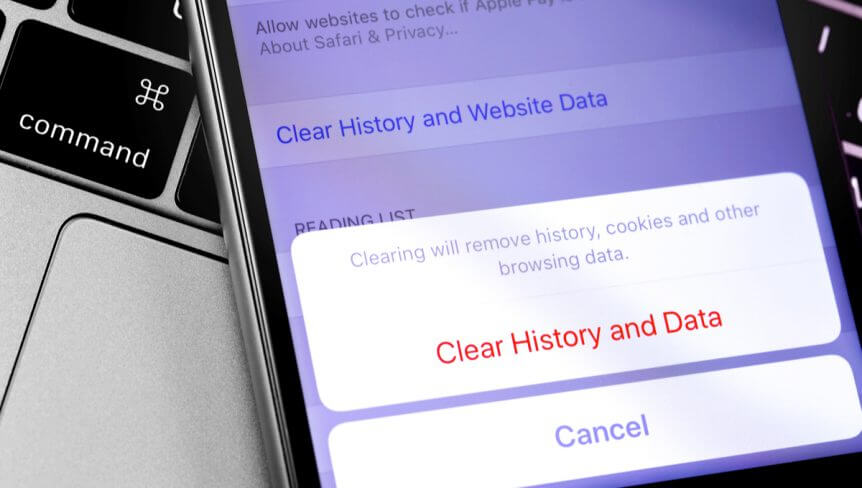 Allow websites to check if Apple Pay is
About Safari & Privacy...
Clear History and Website Data
READING LIST
Clearing will remove history, cookies and other
browsing data.
Clear History and Data
Cancel
⌘
command